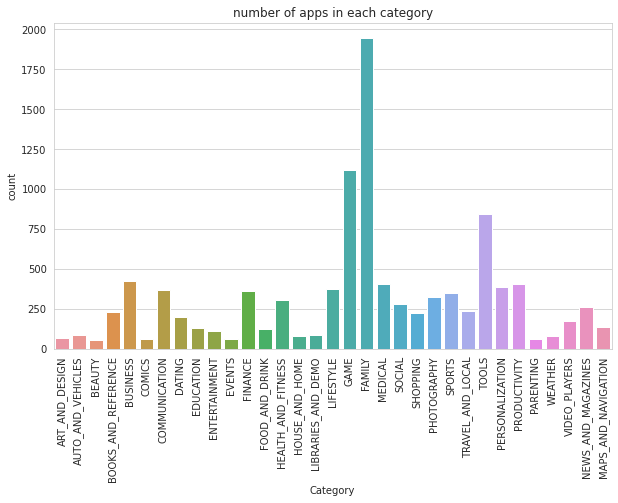 number of apps in each category
2000
1750
1500
1250
1000
750
500
250
0
count
ART_AND_DESIGN
AUTO_AND_VEHICLES
BEAUTY
BOOKS_AND_REFERENCE
BUSINESS
COMICS
COMMUNICATION
DATING
EDUCATION
ENTERTAINMENT
EVENTS
FINANCE
FOOD_AND_DRINK
HEALTH_AND_FITNESS
HOUSE_AND_HOME
LIBRARIES_AND_DEMO
LIFESTYLE
GAME
FAMILY
MEDICAL
SOCIAL
SHOPPING
PHOTOGRAPHY
SPORTS
TRAVEL_AND_LOCAL
TOOLS
PERSONALIZATION
PRODUCTIVITY
PARENTING
WEATHER
VIDEO_PLAYERS
NEWS_AND_MAGAZINES
MAPS_AND_NAVIGATION
Category